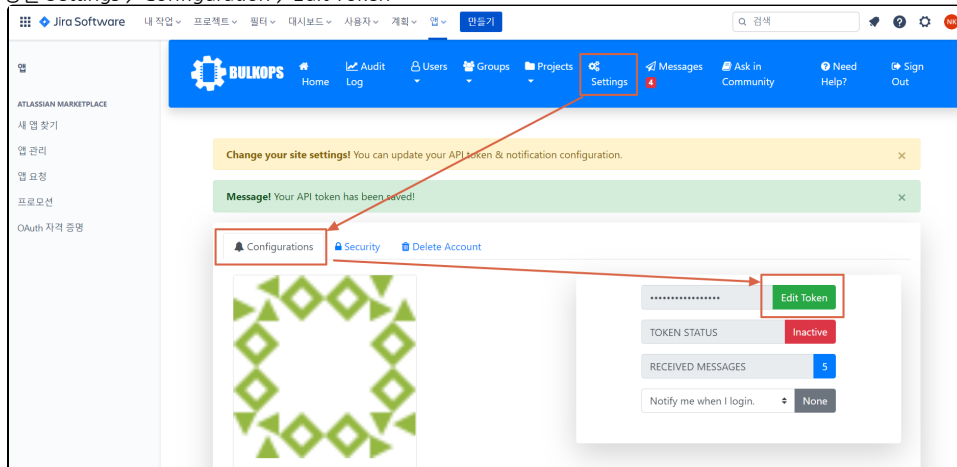 Settings > Configuration > Edit Token
Jira Software 내 작업 프로젝트 필터 대시보드 사용자 계획 앱 만들기 검색 NK
앱
ATLASSIAN MARKETPLACE
새 앱 찾기
앱 관리
앱 요청
프로모션
OAuth 자격 증명
BULKOPS Home Audit Log Users Groups Projects Settings Messages 4 Ask in Community Need Help? Sign Out
Change your site settings! You can update your API token & notification configuration. ×
Message! Your API token has been saved! ×
Configurations Security Delete Account
••••••••••••••••• Edit Token
TOKEN STATUS Inactive
RECEIVED MESSAGES 5
Notify me when I login. None